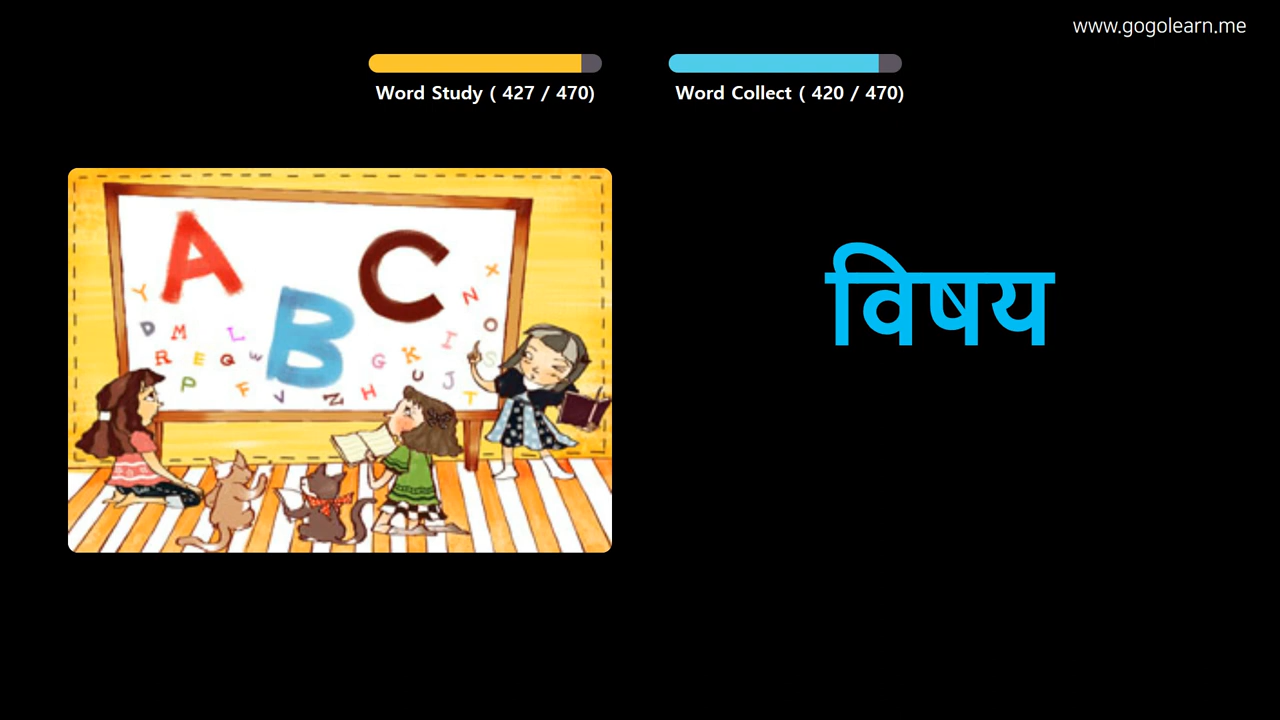 www.gogolearn.me
Word Study ( 427 / 470)
Word Collect ( 420 / 470)
विषय
A
B
C
Y
X
N
D
M
L
O
I
R
E
Q
W
G
K
S
P
F
V
Z
H
U
J
T